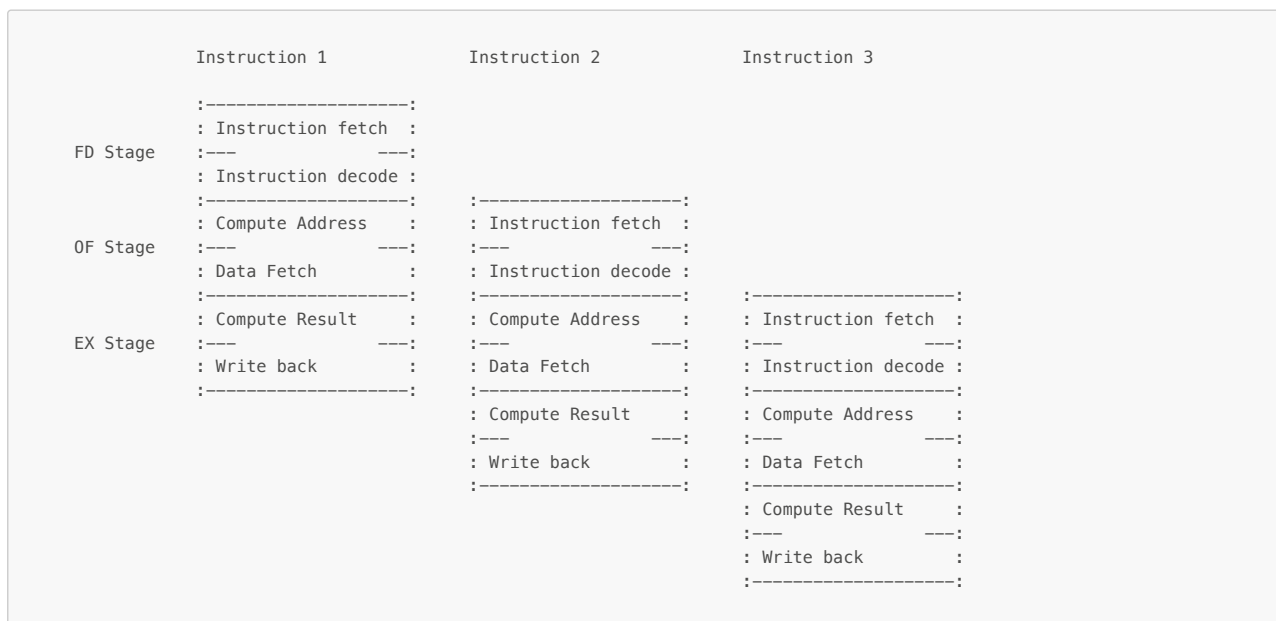 Instruction 1                Instruction 2                Instruction 3
            :--------------------:
            : Instruction fetch  :
FD Stage    :---              ---:
            : Instruction decode :
            :--------------------:     :--------------------:
            : Compute Address    :     : Instruction fetch  :
OF Stage    :---              ---:     :---              ---:
            : Data Fetch         :     : Instruction decode :
            :--------------------:     :--------------------:     :--------------------:
            : Compute Result     :     : Compute Address    :     : Instruction fetch  :
EX Stage    :---              ---:     :---              ---:     :---              ---:
            : Write back         :     : Data Fetch         :     : Instruction decode :
            :--------------------:     :--------------------:     :--------------------:
                                       : Compute Result     :     : Compute Address    :
                                       :---              ---:     :---              ---:
                                       : Write back         :     : Data Fetch         :
                                       :--------------------:     :--------------------:
                                                                  : Compute Result     :
                                                                  :---              ---:
                                                                  : Write back         :
                                                                  :--------------------: